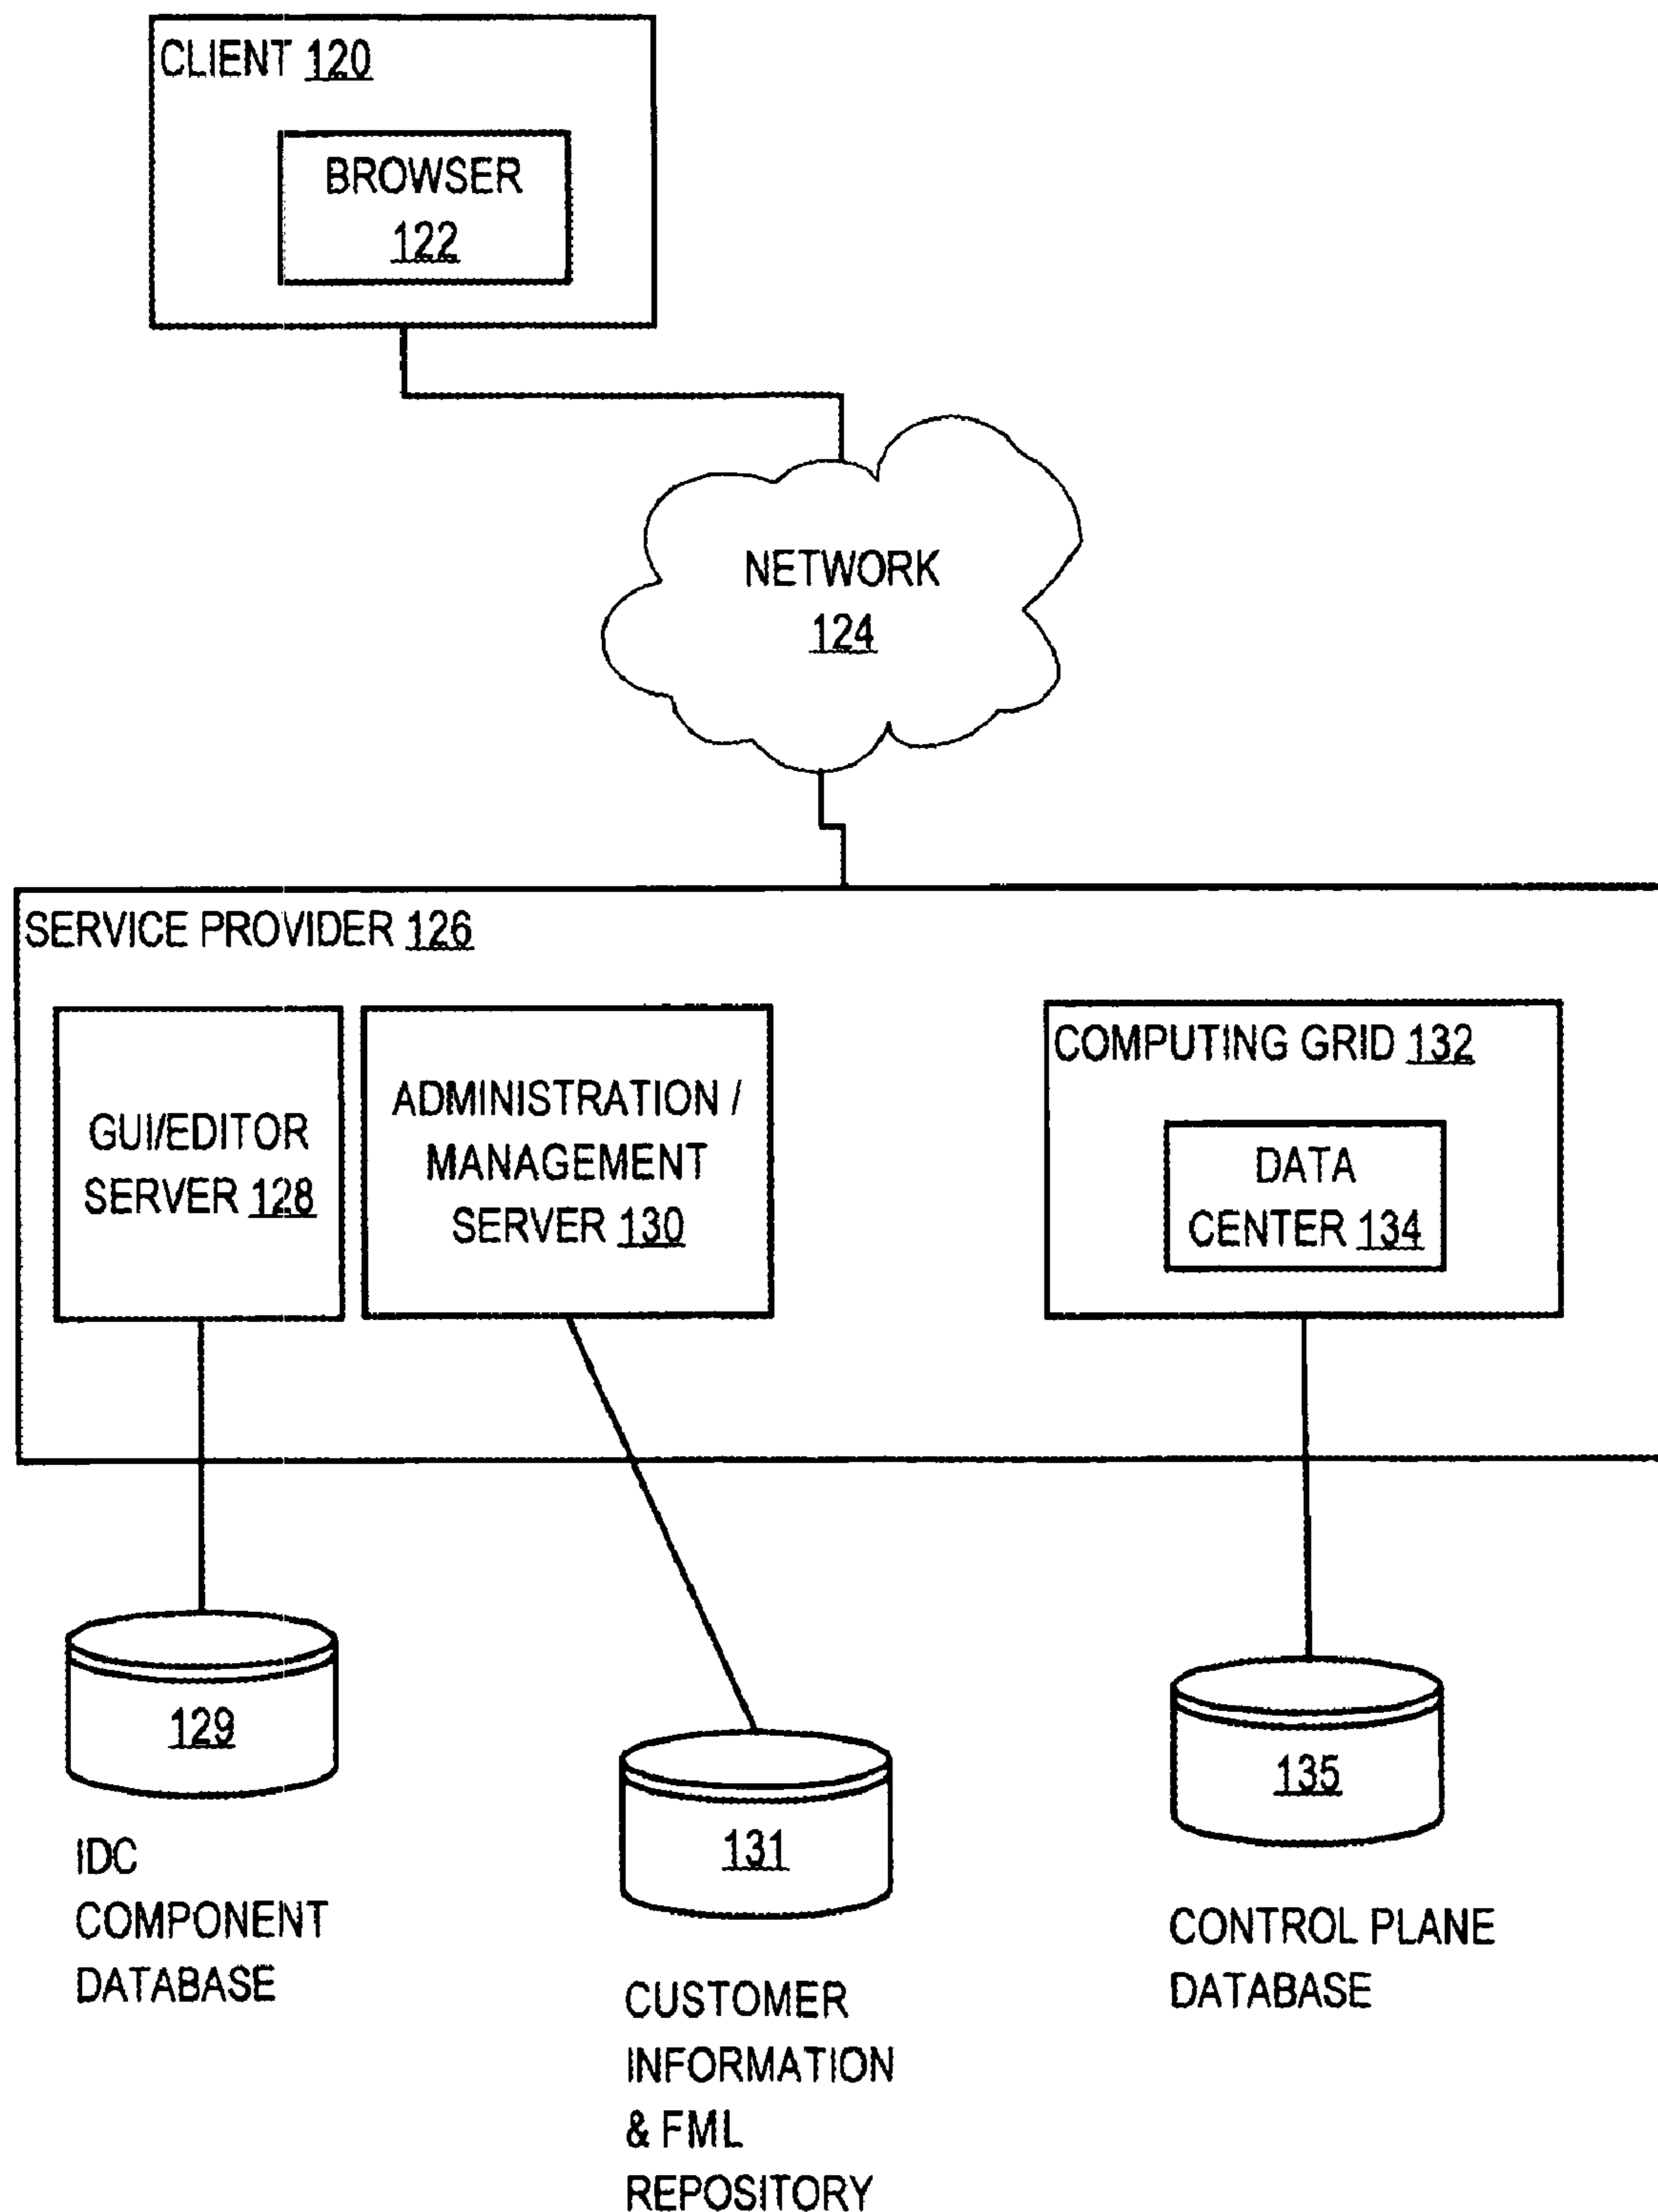 CLIENT 120
BROWSER
122
NETWORK
124
SERVICE PROVIDER 126
GUI/EDITOR
SERVER 128
ADMINISTRATION /
MANAGEMENT
SERVER 130
COMPUTING GRID 132
DATA
CENTER 134
129
IDC
COMPONENT
DATABASE
131
CUSTOMER
INFORMATION
& FML
REPOSITORY
135
CONTROL PLANE
DATABASE